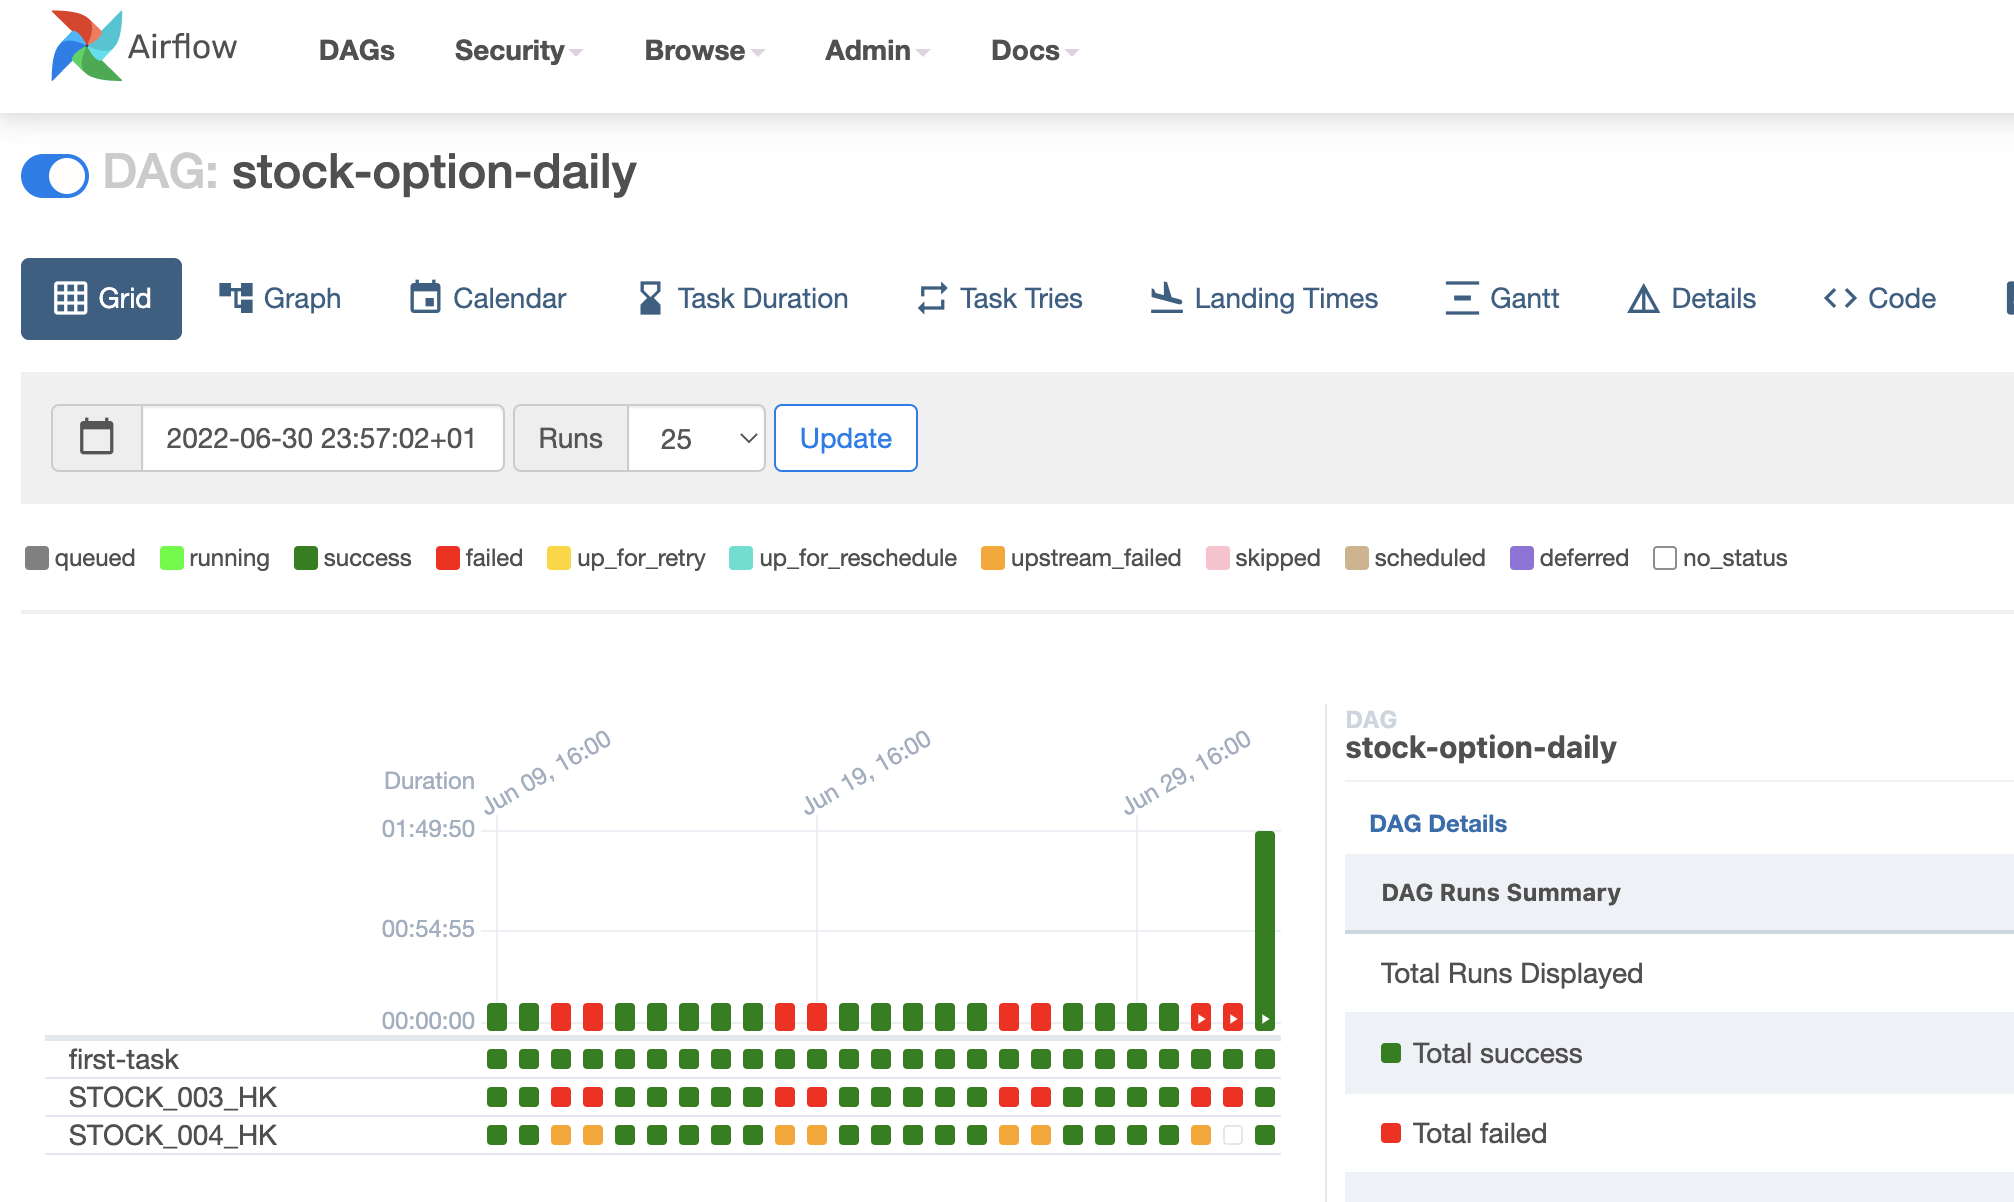 Airflow DAGs Security Browse Admin Docs
DAG: stock-option-daily
Grid Graph Calendar Task Duration Task Tries Landing Times Gantt Details Code
2022-06-30 23:57:02+01 Runs 25 Update
queued running success failed up_for_retry up_for_reschedule upstream_failed skipped scheduled deferred no_status
Duration
Jun 09, 16:00
Jun 19, 16:00
Jun 29, 16:00
01:49:50
00:54:55
00:00:00
first-task
STOCK_003_HK
STOCK_004_HK
DAG
stock-option-daily
DAG Details
DAG Runs Summary
Total Runs Displayed
Total success
Total failed